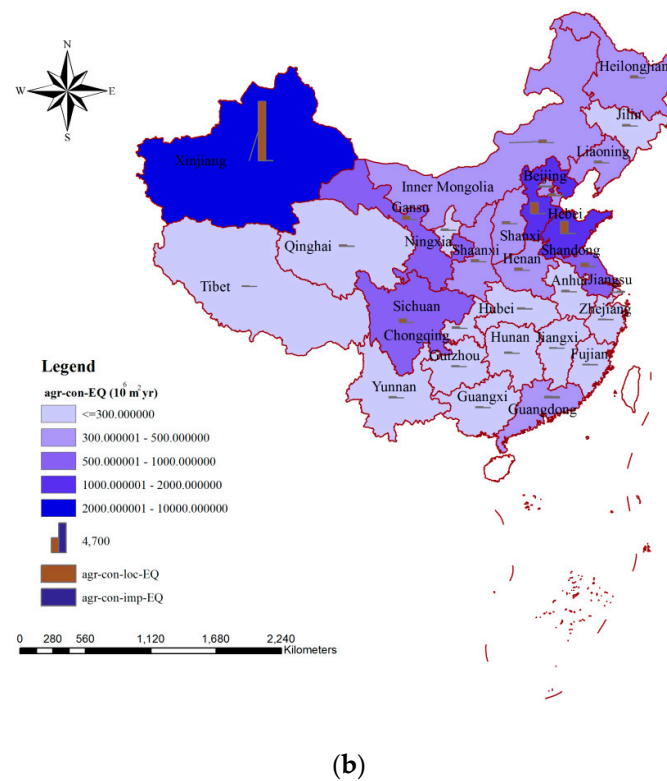 N
W E
S
Heilongjian
Jilin
Liaoning
Xinjiang
Beijing
Inner Mongolia
Gansu
Hebei
Qinghai
Ningxia
Shanxi
Shandong
Shaanxi
Henan
Jiangsu
Anhui
Tibet
Sichuan
Hubei
Zhejiang
Chongqing
Hunan
Jiangxi
Guizhou
Fujian
Yunnan
Guangxi
Guangdong
Legend
agr-con-EQ (10⁶ m²yr)
<=300.000000
300.000001 - 500.000000
500.000001 - 1000.000000
1000.000001 - 2000.000000
2000.000001 - 10000.000000
4,700
agr-con-loc-EQ
agr-con-imp-EQ
0 280 560 1,120 1,680 2,240
Kilometers
(b)